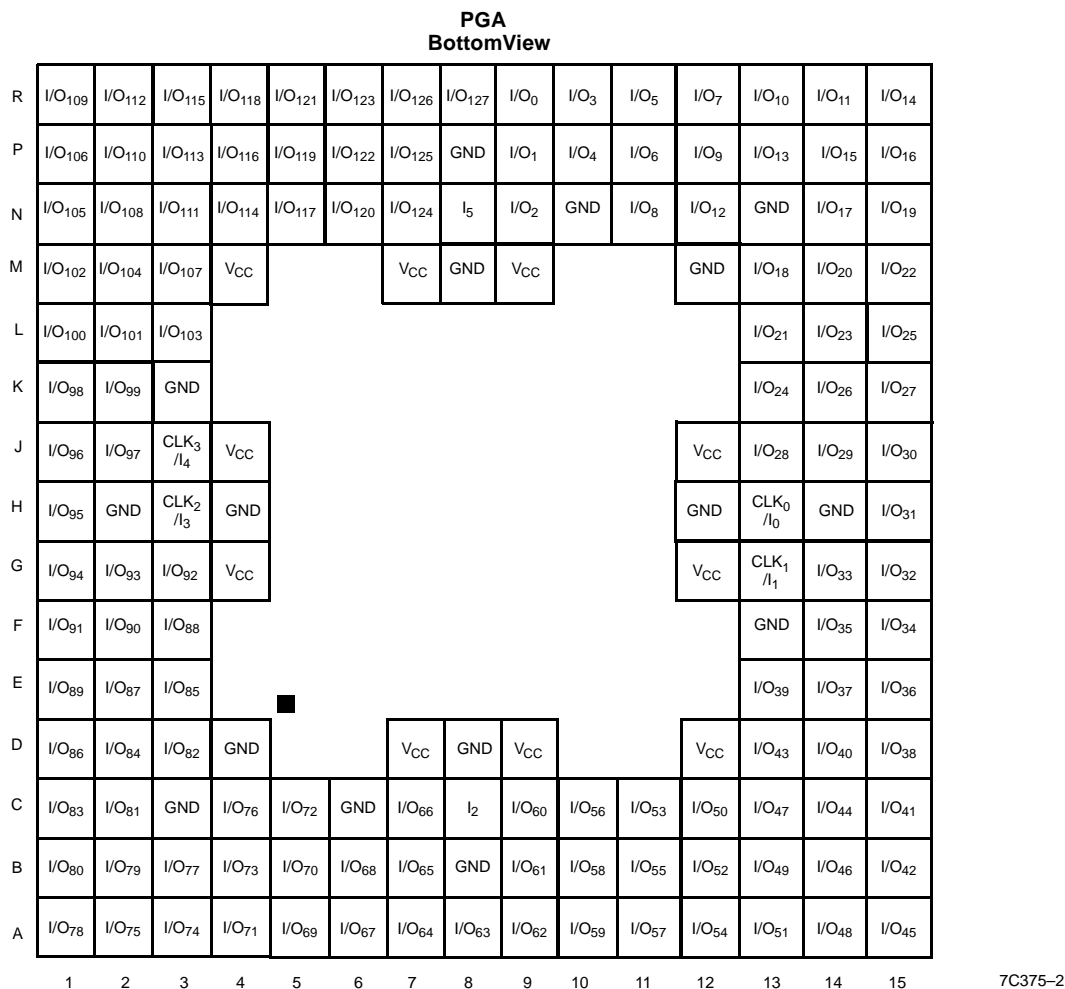 PGA
BottomView
R I/O109 I/O112 I/O115 I/O118 I/O121 I/O123 I/O126 I/O127 I/O0 I/O3 I/O5 I/O7 I/O10 I/O11 I/O14
P I/O106 I/O110 I/O113 I/O116 I/O119 I/O122 I/O125 GND I/O1 I/O4 I/O6 I/O9 I/O13 I/O15 I/O16
N I/O105 I/O108 I/O111 I/O114 I/O117 I/O120 I/O124 I5 I/O2 GND I/O8 I/O12 GND I/O17 I/O19
M I/O102 I/O104 I/O107 VCC VCC GND VCC GND I/O18 I/O20 I/O22
L I/O100 I/O101 I/O103 I/O21 I/O23 I/O25
K I/O98 I/O99 GND I/O24 I/O26 I/O27
J I/O96 I/O97 CLK3/I4 VCC VCC I/O28 I/O29 I/O30
H I/O95 GND CLK2/I3 GND GND CLK0/I0 GND I/O31
G I/O94 I/O93 I/O92 VCC VCC CLK1/I1 I/O33 I/O32
F I/O91 I/O90 I/O88 GND I/O35 I/O34
E I/O89 I/O87 I/O85 I/O39 I/O37 I/O36
D I/O86 I/O84 I/O82 GND VCC GND VCC VCC I/O43 I/O40 I/O38
C I/O83 I/O81 GND I/O76 I/O72 GND I/O66 I2 I/O60 I/O56 I/O53 I/O50 I/O47 I/O44 I/O41
B I/O80 I/O79 I/O77 I/O73 I/O70 I/O68 I/O65 GND I/O61 I/O58 I/O55 I/O52 I/O49 I/O46 I/O42
A I/O78 I/O75 I/O74 I/O71 I/O69 I/O67 I/O64 I/O63 I/O62 I/O59 I/O57 I/O54 I/O51 I/O48 I/O45
1 2 3 4 5 6 7 8 9 10 11 12 13 14 15
7C375–2